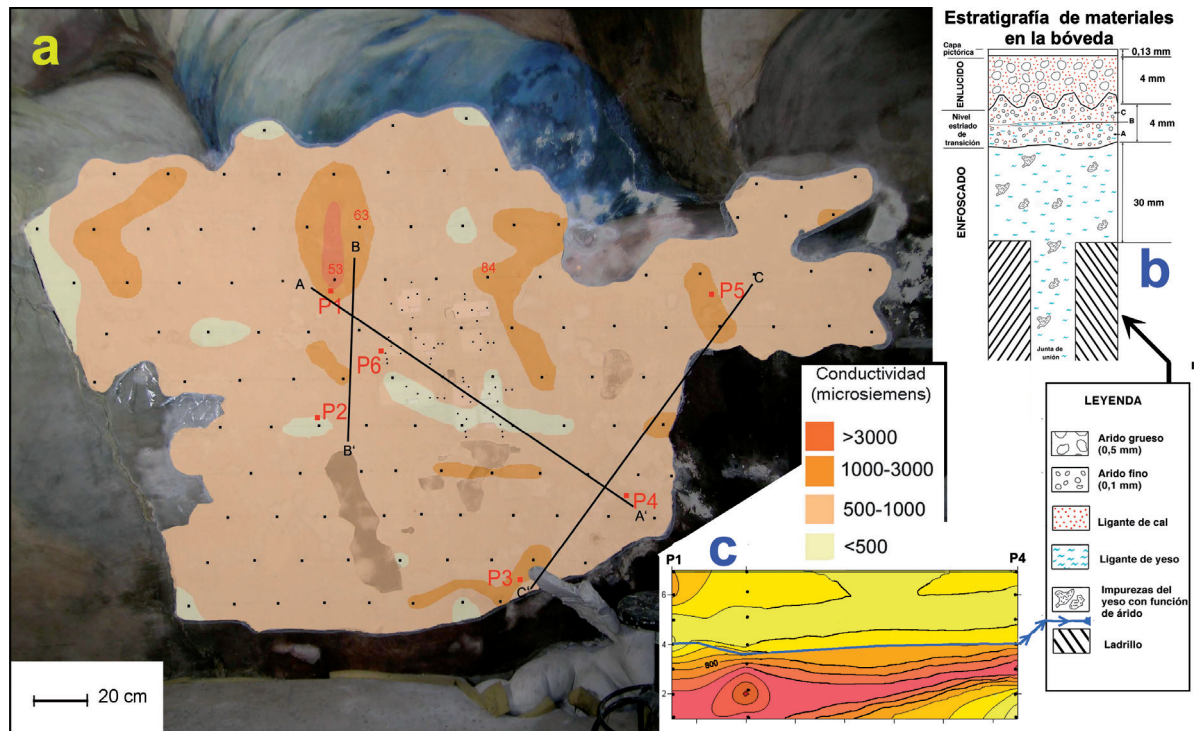 a
63
B
53
84
A
P1
C
P5
P6
P2
B'
P4
A'
P3
C'
20 cm
Conductividad
(microsiemens)
>3000
1000-3000
500-1000
<500
Estratigrafía de materiales
en la bóveda
Capa
pictórica
0,13 mm
ENLUCIDO
4 mm
Nivel
estriado de
transición
C
B
A
4 mm
ENFOSCADO
30 mm
b
Junta de
unión
LEYENDA
Arido grueso
(0,5 mm)
Arido fino
(0,1 mm)
Ligante de cal
Ligante de yeso
Impurezas del
yeso con función
de árido
Ladrillo
c
P1
P4
6
4
2
800